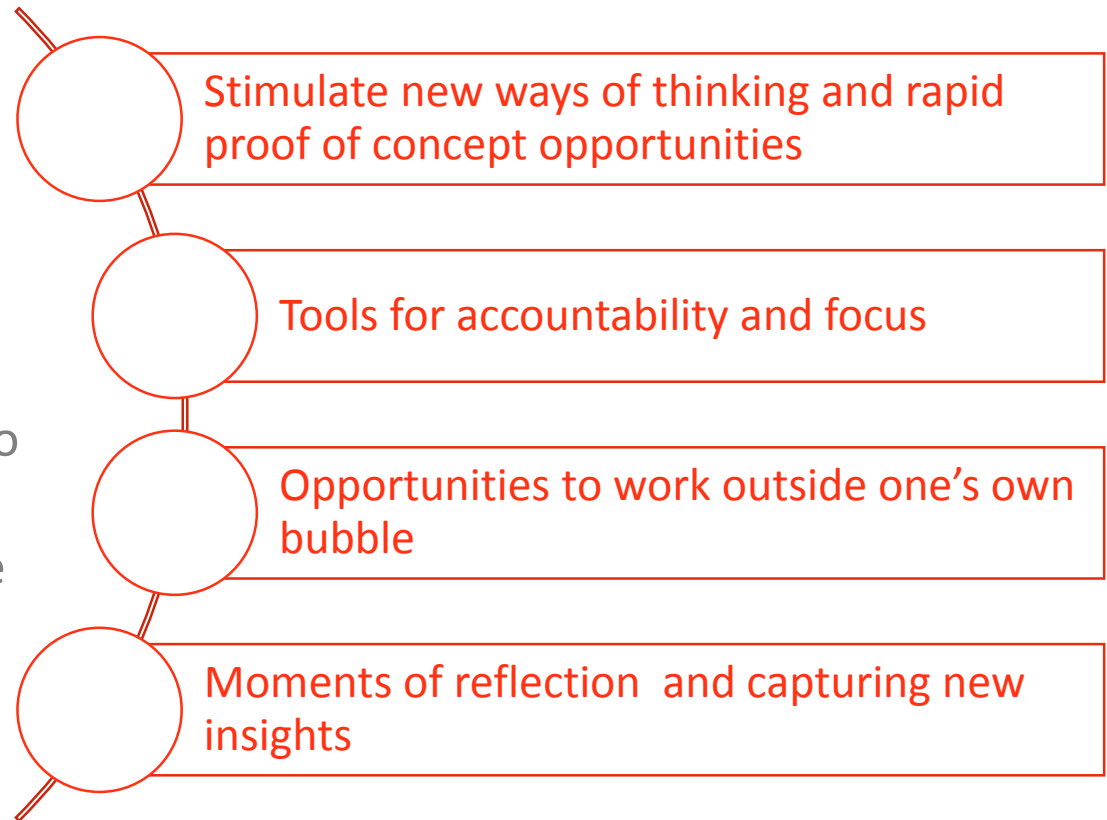 Stimulate new ways of thinking and rapid
proof of concept opportunities
Tools for accountability and focus
Opportunities to work outside one’s own
bubble
Moments of reflection  and capturing new
insights